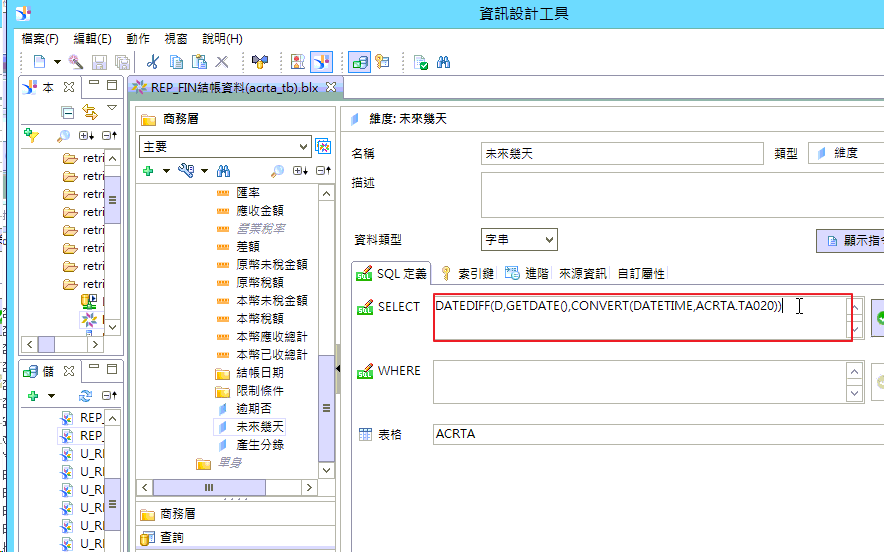 資訊設計工具
檔案(F) 編輯(E) 動作 視窗 說明(H)
本
REP_FIN結帳資料(acrta_tb).blx
retri
retri
retri
retri
retri
retri
retri
retri
儲
REP_
REP_
U_RI
U_RI
U_RI
U_RI
U_RI
U_RI
商務層
主要
匯率
應收金額
營業稅率
差額
原幣未稅金額
原幣稅額
本幣未稅金額
本幣稅額
本幣應收總計
本幣已收總計
結帳日期
限制條件
逾期否
未來幾天
產生分錄
單身
商務層
查詢
維度: 未來幾天
名稱 未來幾天 類型 維度
描述
資料類型 字串 顯示指令
SQL 定義 索引鍵 進階 來源資訊 自訂屬性
SELECT DATEDIFF(D,GETDATE(),CONVERT(DATETIME,ACRTA.TA020))
WHERE
表格 ACRTA